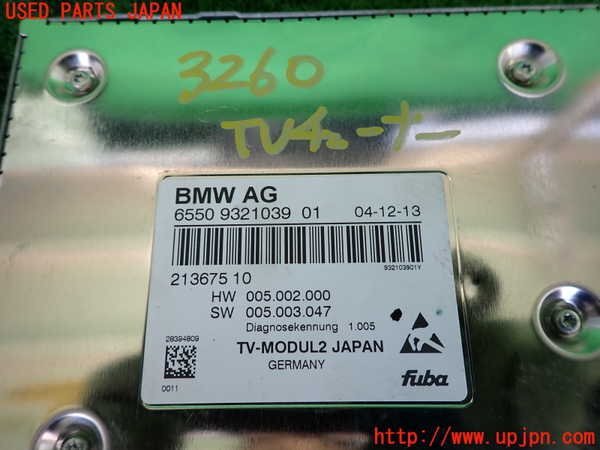 USED PARTS JAPAN
3260
TVチューナー
BMW AG
6550 9321039 01 04-12-13
932103901Y
213675 10
HW 005.002.000
SW 005.003.047
Diagnosekennung 1.005
28394809
TV-MODUL2 JAPAN
GERMANY
0011
fuba
http://www.upjpn.com/